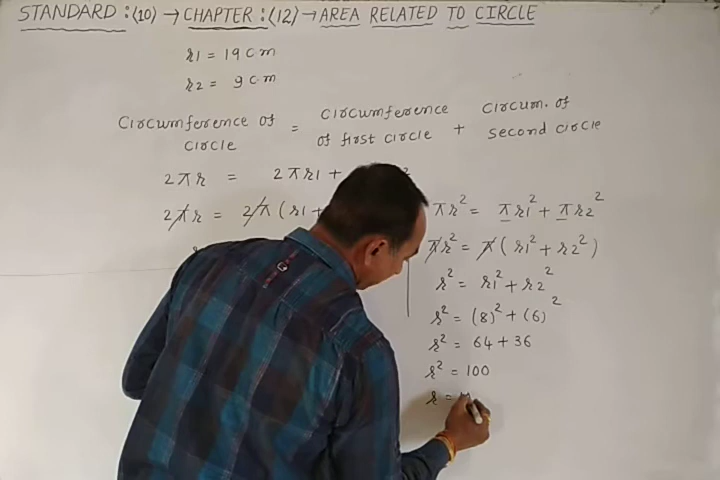 STANDARD:(10) → CHAPTER:(12) → AREA RELATED TO CIRCLE
r1 = 19 cm
r2 = 9 cm
Circumference of circle = Circumference of first circle + Circum. of second circle
2πr = 2πr1 +
2πr = 2π(r1 +
πr² = πr1² + πr2²
πr² = π(r1² + r2²)
r² = r1² + r2²
r² = (8)² + (6)²
r² = 64 + 36
r² = 100
r =